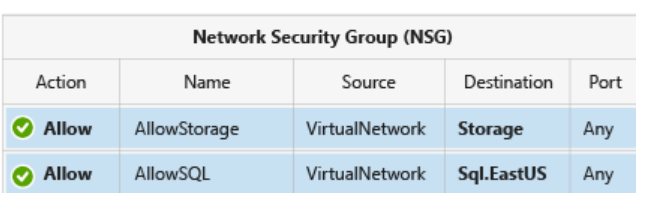 Network Security Group (NSG)
Action Name Source Destination Port
Allow AllowStorage VirtualNetwork Storage Any
Allow AllowSQL VirtualNetwork Sql.EastUS Any